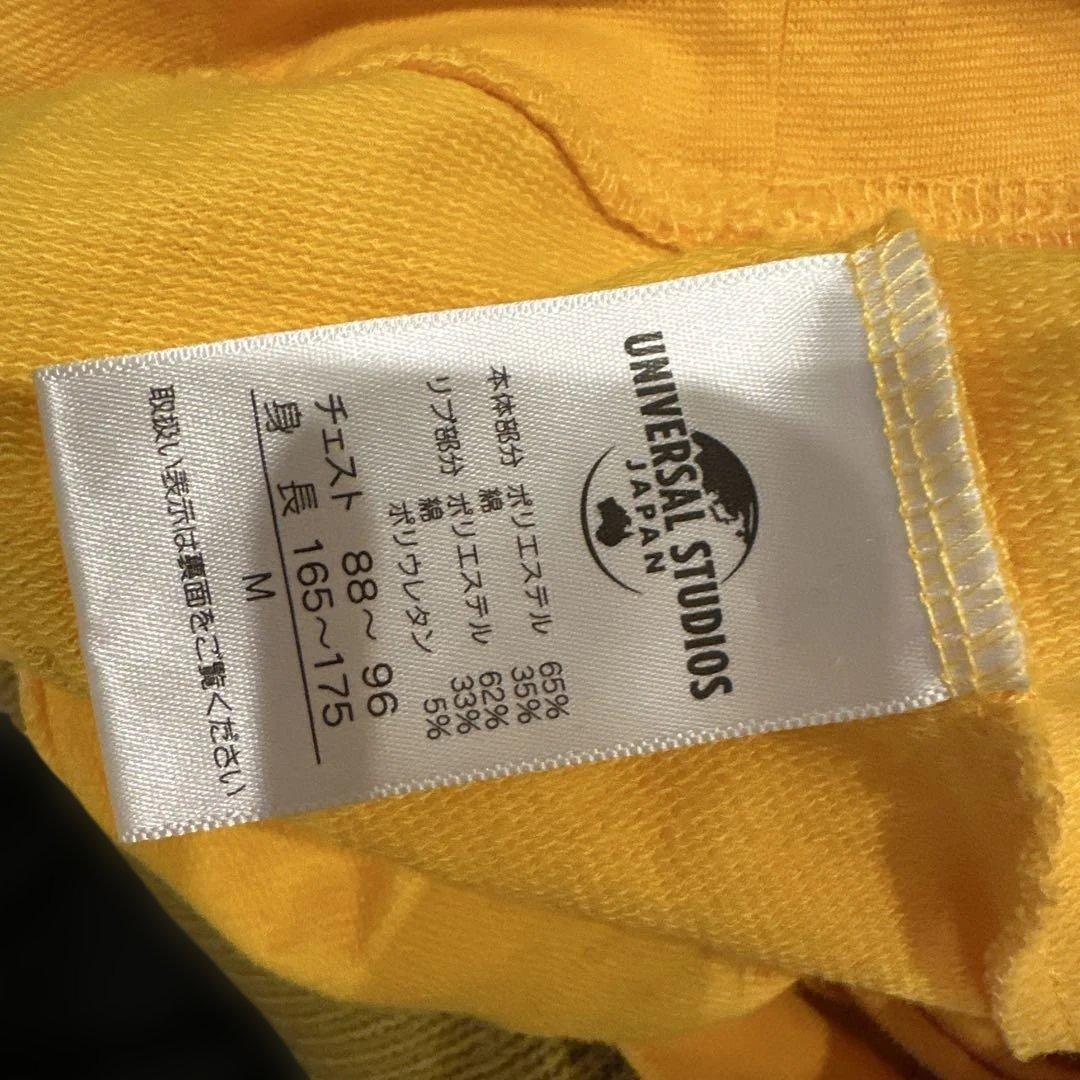 UNIVERSAL STUDIOS
JAPAN
本体部分 ポリエステル 65%
綿 35%
リブ部分 ポリエステル 62%
綿 33%
ポリウレタン 5%
チェスト 88～96
身長 165～175
M
取扱い表示は裏面をご覧ください